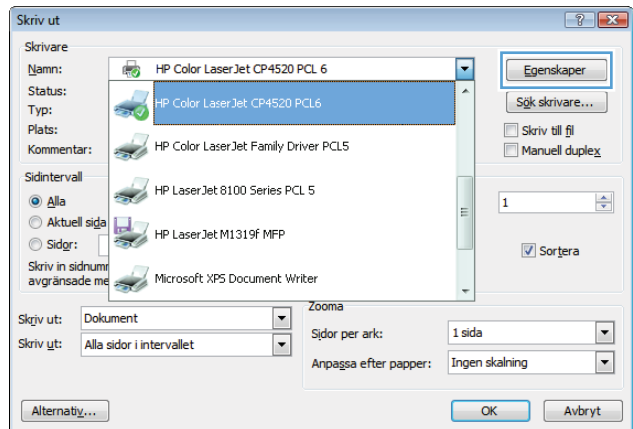 Skriv ut
Skrivare
Namn: HP Color LaserJet CP4520 PCL 6 Egenskaper
Status: HP Color LaserJet CP4520 PCL6 Sök skrivare...
Typ:
Plats: HP Color LaserJet Family Driver PCL5 Skriv till fil
Kommentar: Manuell duplex
Sidintervall HP LaserJet 8100 Series PCL 5
Alla 1
Aktuell sida HP LaserJet M1319f MFP
Sidor: Sortera
Skriv in sidnumr
avgränsade me Microsoft XPS Document Writer
Zooma
Skriv ut: Dokument Sidor per ark: 1 sida
Skriv ut: Alla sidor i intervallet Anpassa efter papper: Ingen skalning
Alternativ... OK Avbryt